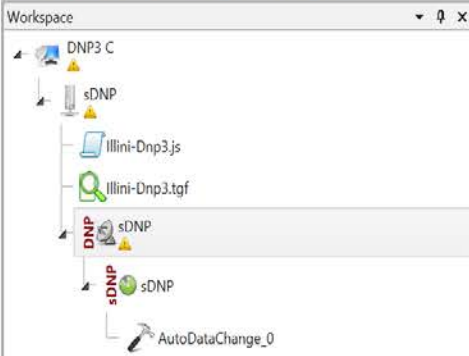 Workspace
DNP3 C
sDNP
Illini-Dnp3.js
Illini-Dnp3.tgf
DNP sDNP
sDNP sDNP
AutoDataChange_0